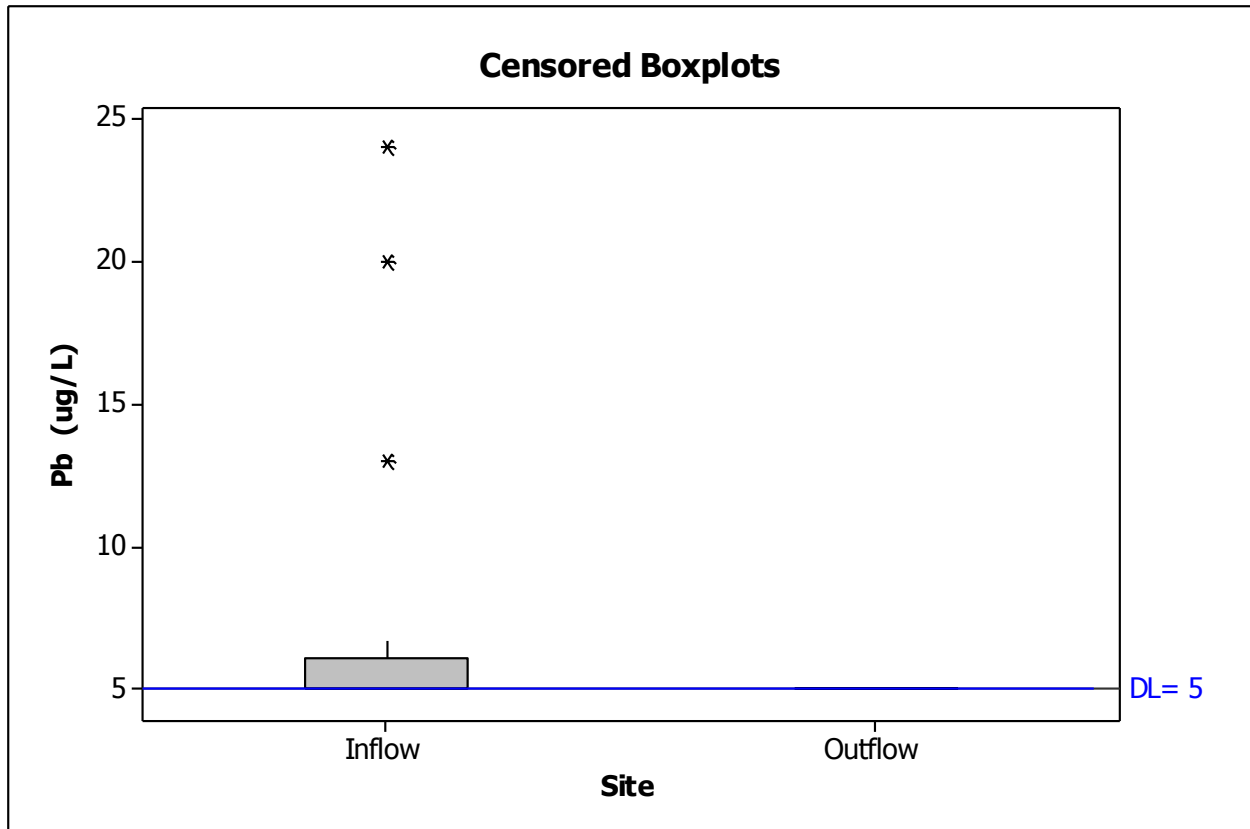 Censored Boxplots
25
20
15
10
5
Pb (ug/L)
DL= 5
Inflow
Outflow
Site